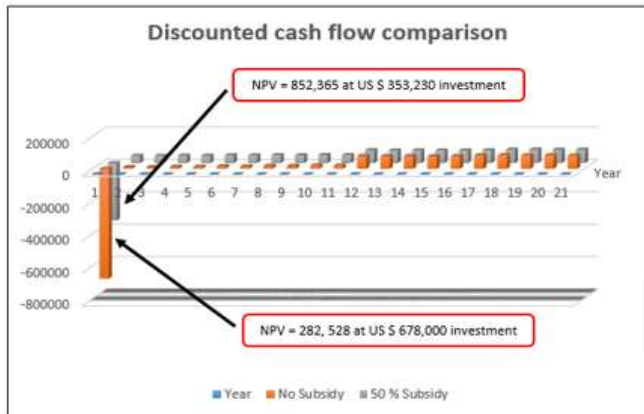 Discounted cash flow comparison
NPV = 852,365 at US $ 353,230 investment
200000
0
-200000
-400000
-600000
-800000
1 2 3 4 5 6 7 8 9 10 11 12 13 14 15 16 17 18 19 20 21
Year
NPV = 282, 528 at US $ 678,000 investment
Year No Subsidy 50 % Subsidy